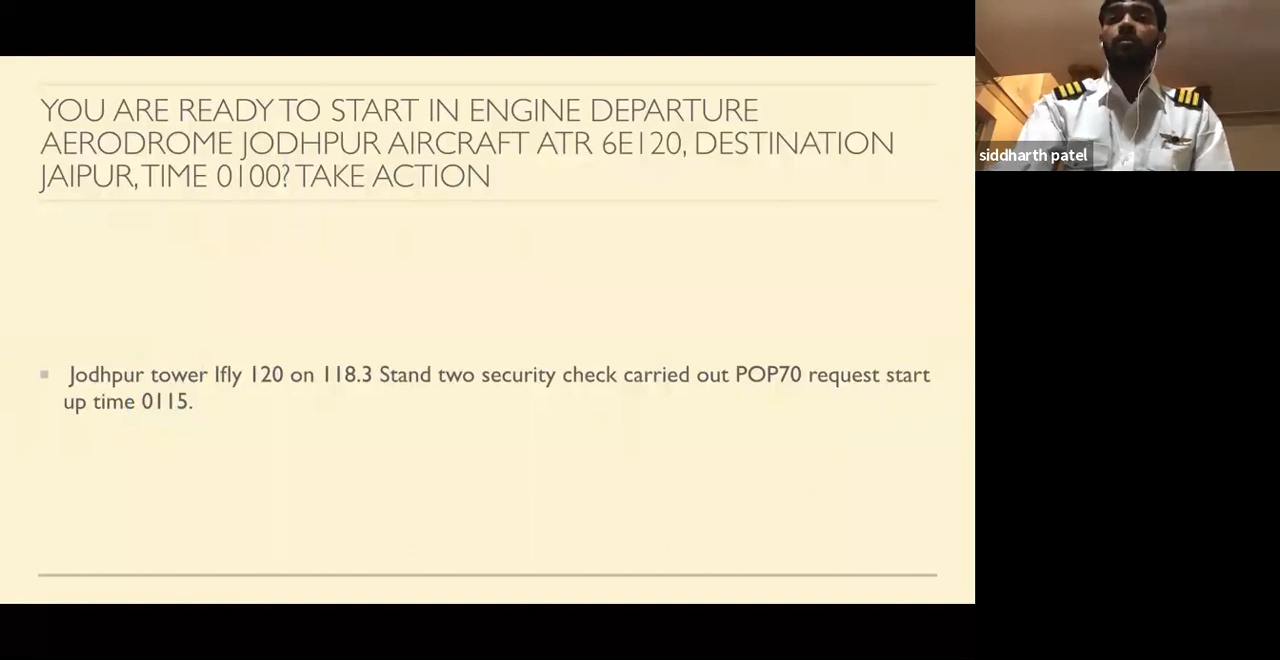 YOU ARE READY TO START IN ENGINE DEPARTURE
AERODROME JODHPUR AIRCRAFT ATR 6E120, DESTINATION
JAIPUR, TIME 0100? TAKE ACTION
Jodhpur tower Ifly 120 on 118.3 Stand two security check carried out POP70 request start
up time 0115.
siddharth patel